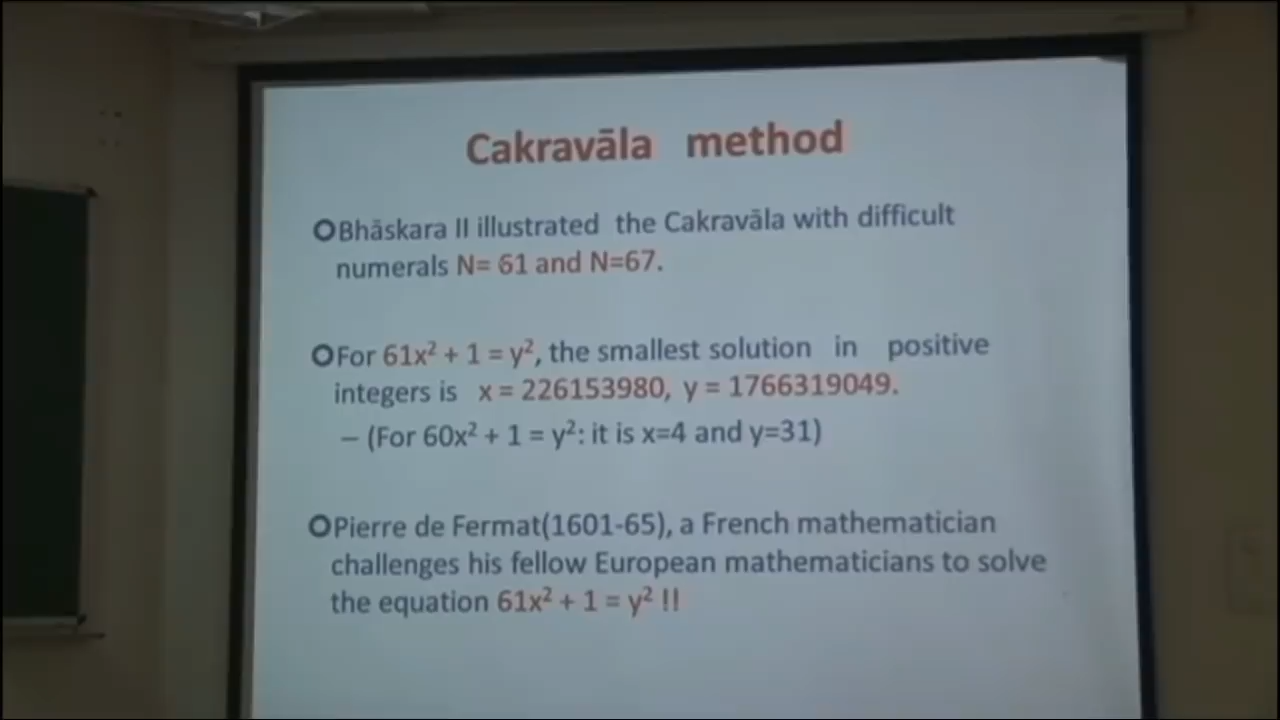 Cakravāla method
Bhāskara II illustrated the Cakravāla with difficult
numerals N= 61 and N=67.
For 61x² + 1 = y², the smallest solution in positive
integers is x = 226153980, y = 1766319049.
– (For 60x² + 1 = y²: it is x=4 and y=31)
Pierre de Fermat(1601-65), a French mathematician
challenges his fellow European mathematicians to solve
the equation 61x² + 1 = y² !!